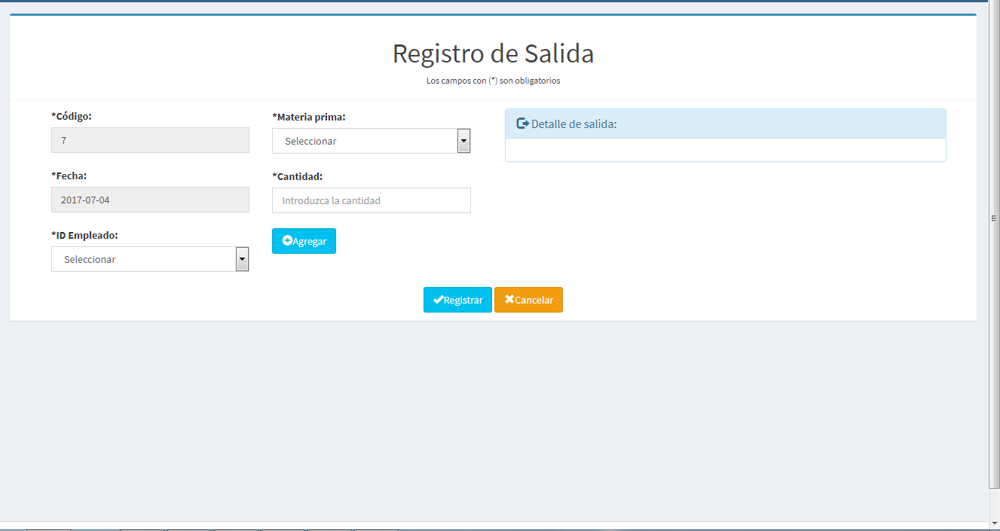 Registro de Salida
Los campos con (*) son obligatorios
*Código:
7
*Fecha:
2017-07-04
*ID Empleado:
Seleccionar
*Materia prima:
Seleccionar
*Cantidad:
Introduzca la cantidad
Agregar
Detalle de salida:
Registrar
Cancelar